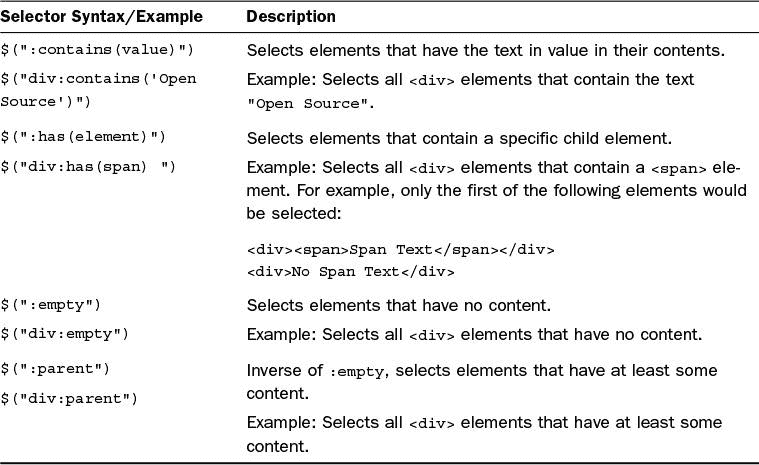 Selector Syntax/Example Description
$(":contains(value)") Selects elements that have the text in value in their contents.
$("div:contains('Open Example: Selects all <div> elements that contain the text
Source')") "Open Source".
$(":has(element)") Selects elements that contain a specific child element.
$("div:has(span) ") Example: Selects all <div> elements that contain a <span> ele-
ment. For example, only the first of the following elements would
be selected:
<div><span>Span Text</span></div>
<div>No Span Text</div>
$(":empty") Selects elements that have no content.
$("div:empty") Example: Selects all <div> elements that have no content.
$(":parent") Inverse of :empty, selects elements that have at least some
content.
$("div:parent")
Example: Selects all <div> elements that have at least some
content.